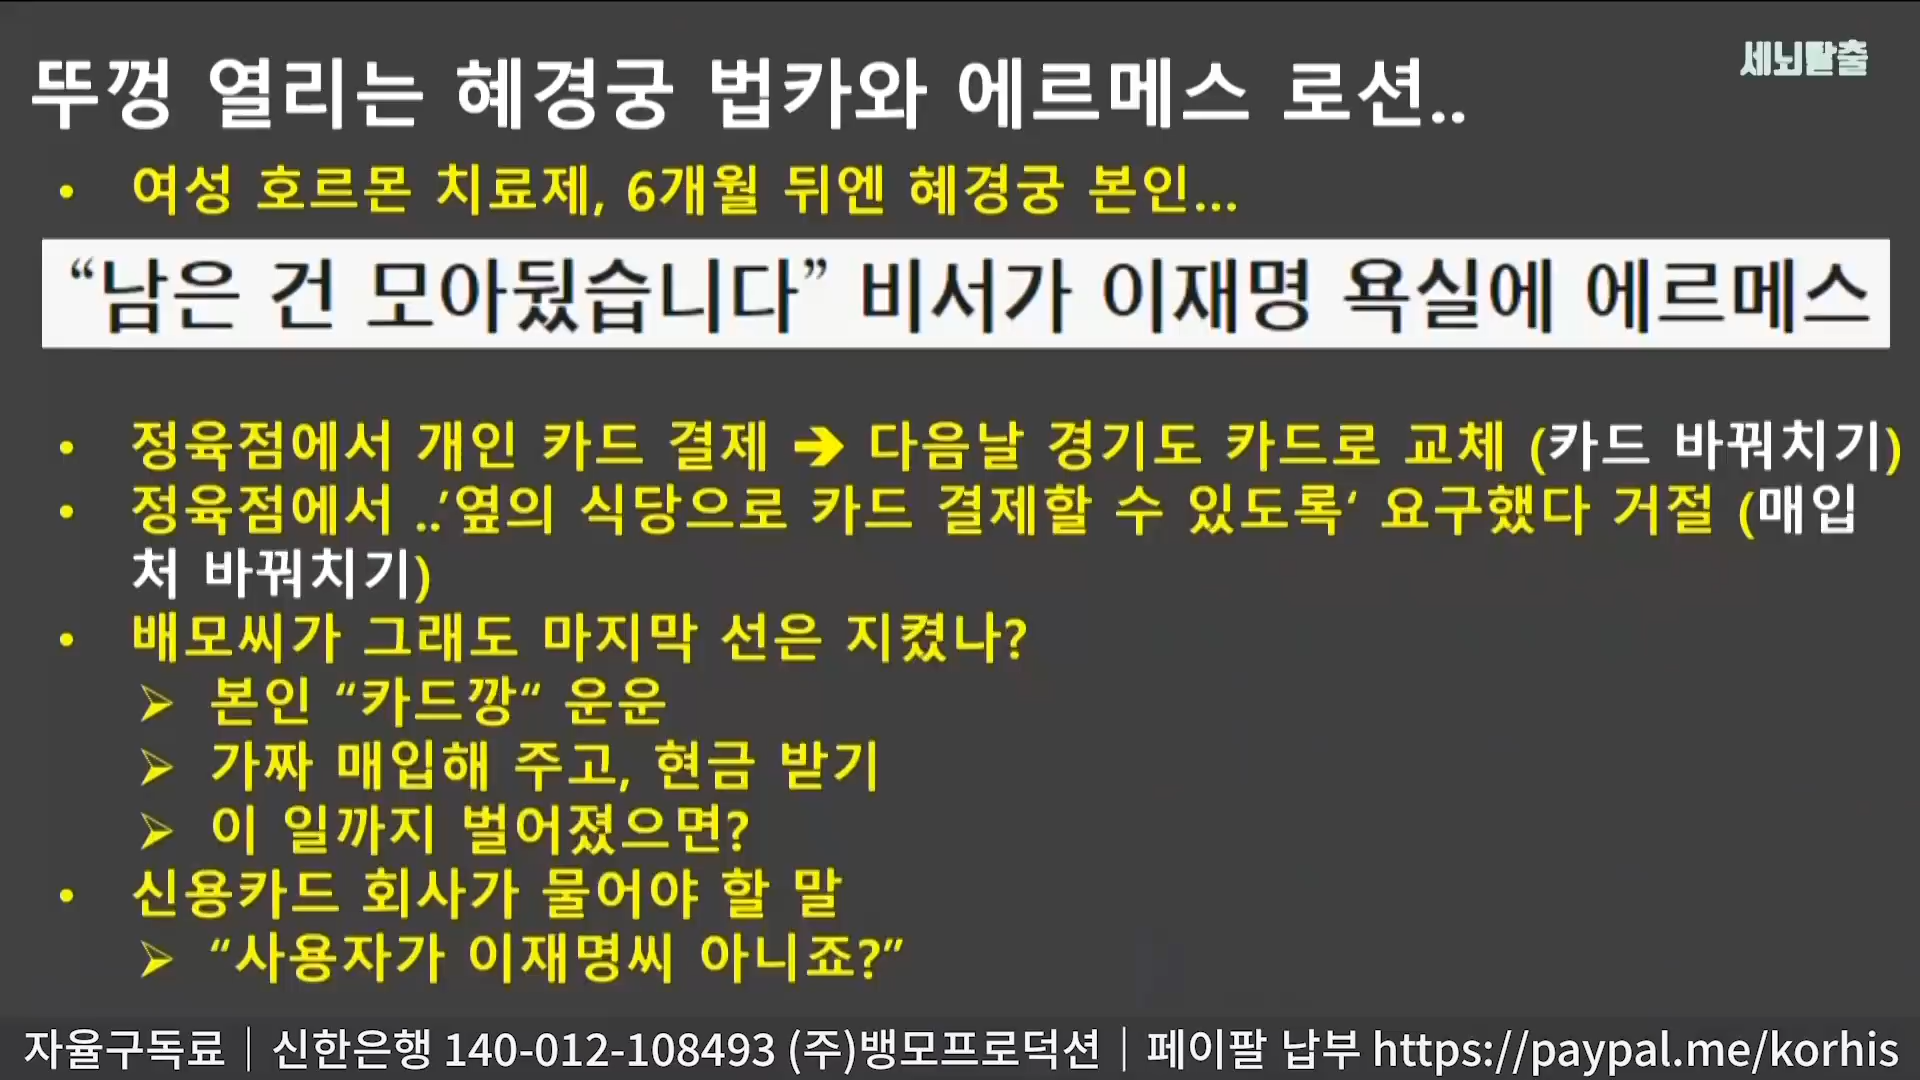 세뇌탈출
뚜껑 열리는 혜경궁 법카와 에르메스 로션..
• 여성 호르몬 치료제, 6개월 뒤엔 혜경궁 본인...
“남은 건 모아뒀습니다” 비서가 이재명 욕실에 에르메스
• 정육점에서 개인 카드 결제 ➔ 다음날 경기도 카드로 교체 (카드 바꿔치기)
• 정육점에서 ..’옆의 식당으로 카드 결제할 수 있도록‘ 요구했다 거절 (매입
처 바꿔치기)
• 배모씨가 그래도 마지막 선은 지켰나?
➢ 본인 “카드깡“ 운운
➢ 가짜 매입해 주고, 현금 받기
➢ 이 일까지 벌어졌으면?
• 신용카드 회사가 물어야 할 말
➢ “사용자가 이재명씨 아니죠?”
자율구독료│신한은행 140-012-108493 (주)뱅모프로덕션│페이팔 납부 https://paypal.me/korhis